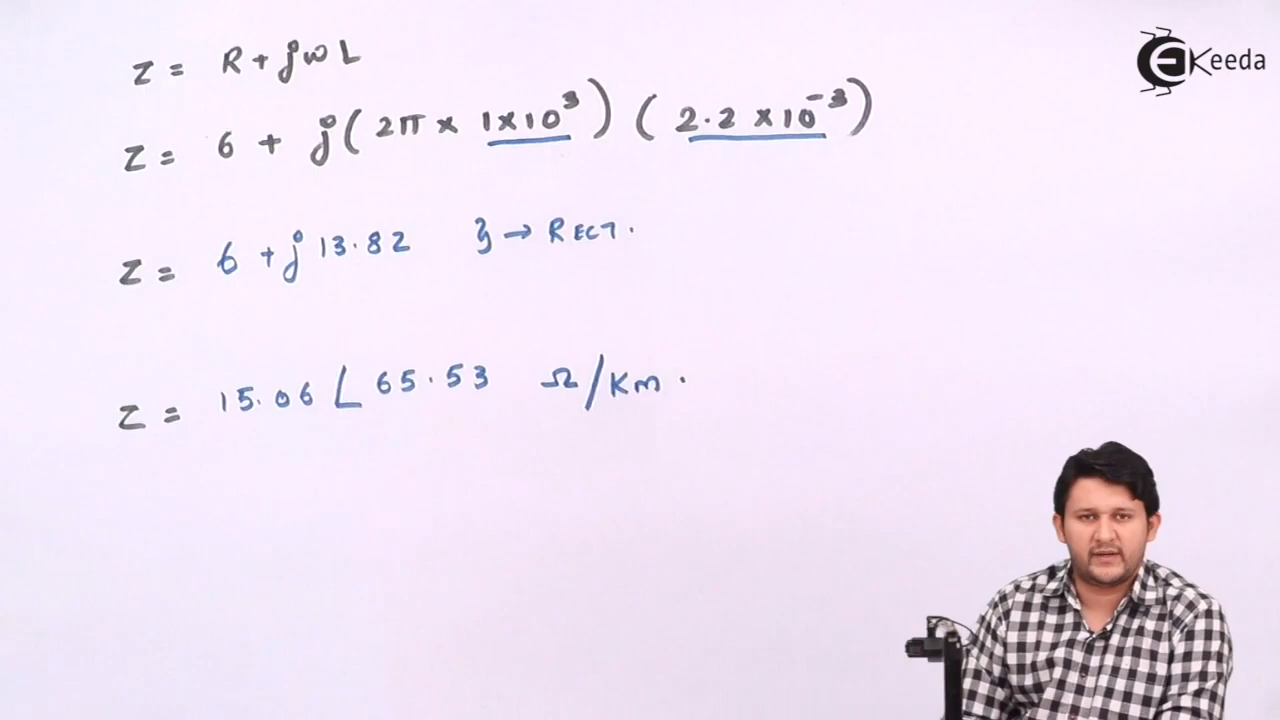 Z = R + jωL
Z = 6 + j(2π × 1×10³) (2.2 ×10⁻³)
Z = 6 + j 13.82 } → RECT.
Z = 15.06 ∠65.53 Ω/Km.
EKeeda